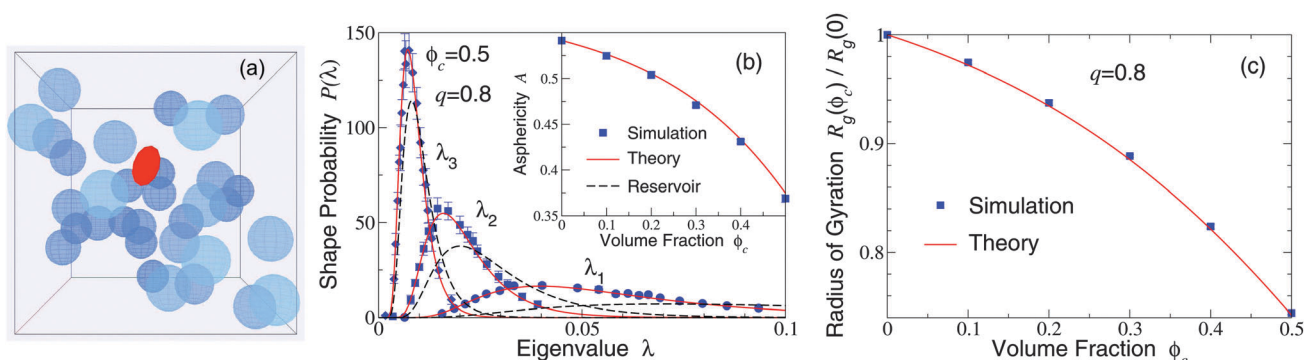 (a)
(b)
Shape Probability P(λ)
150
100
50
0
0
0.05
0.1
Eigenvalue λ
ϕc=0.5
q=0.8
λ3
λ2
λ1
Asphericity A
0.5
0.45
0.4
0.35
0.0
0.1
0.2
0.3
0.4
0.5
Volume Fraction ϕc
Simulation
Theory
Reservoir
(c)
Radius of Gyration Rg(ϕc) / Rg(0)
1
0.9
0.8
0
0.1
0.2
0.3
0.4
0.5
Volume Fraction ϕc
q=0.8
Simulation
Theory